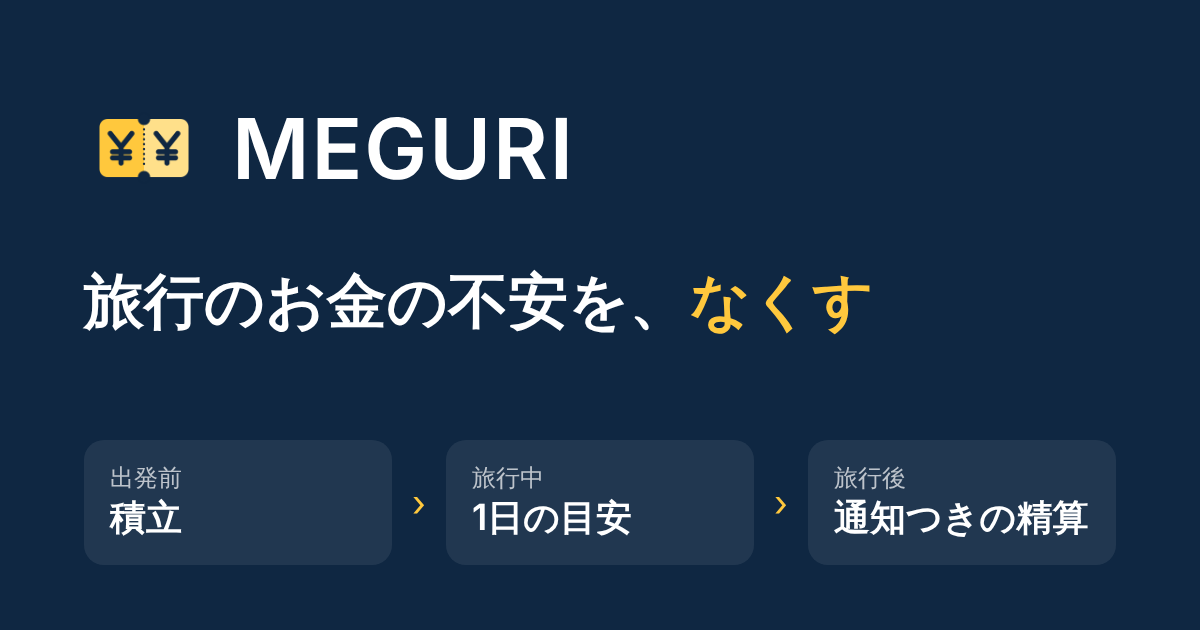 ¥ ¥ MEGURI
旅行のお金の不安を、なくす
出発前
積立
›
旅行中
1日の目安
›
旅行後
通知つきの精算